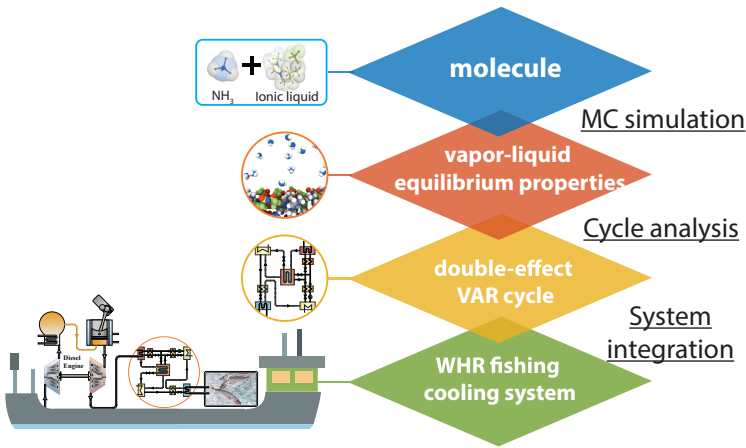 molecule
NH3
Ionic liquid
MC simulation
vapor-liquid
equilibrium properties
Cycle analysis
double-effect
VAR cycle
System
integration
Diesel
Engine
WHR fishing
cooling system